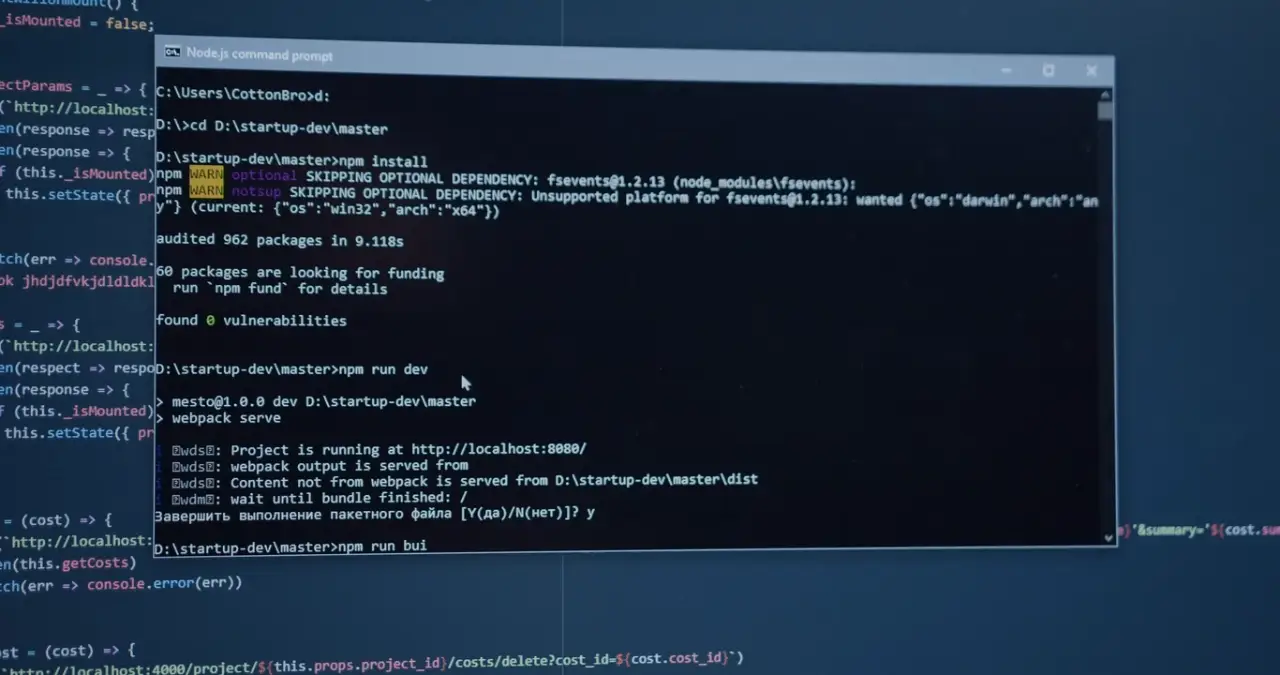 _isMounted = false;
ectParams = _ => {
(`http://localhost:
en(response => resp
en(response => {
f (this._isMounted)
this.setState({ pr
tch(err => console.
ok jhdjdfvkjdldldkl
s = _ => {
(`http://localhost:
en(respect => respo
en(response => {
f (this._isMounted)
this.setState({ pr
= (cost) => {
(`http://localhost:
en(this.getCosts)
tch(err => console.error(err))
ost = (cost) => {
`http://localhost:4000/project/${this.props.project_id}/costs/delete?cost_id=${cost.cost_id}`)
Node.js command prompt
C:\Users\CottonBro>d:
D:\>cd D:\startup-dev\master
D:\startup-dev\master>npm install
npm WARN optional SKIPPING OPTIONAL DEPENDENCY: fsevents@1.2.13 (node_modules\fsevents):
npm WARN notsup SKIPPING OPTIONAL DEPENDENCY: Unsupported platform for fsevents@1.2.13: wanted {"os":"darwin","arch":"an
y"} (current: {"os":"win32","arch":"x64"})
audited 962 packages in 9.118s
60 packages are looking for funding
run `npm fund` for details
found 0 vulnerabilities
D:\startup-dev\master>npm run dev
> mesto@1.0.0 dev D:\startup-dev\master
> webpack serve
i ｢wds｣: Project is running at http://localhost:8080/
i ｢wds｣: webpack output is served from
i ｢wds｣: Content not from webpack is served from D:\startup-dev\master\dist
i ｢wdm｣: wait until bundle finished: /
Завершить выполнение пакетного файла [Y(да)/N(нет)]? y
D:\startup-dev\master>npm run bui
}'&summary='${cost.sum